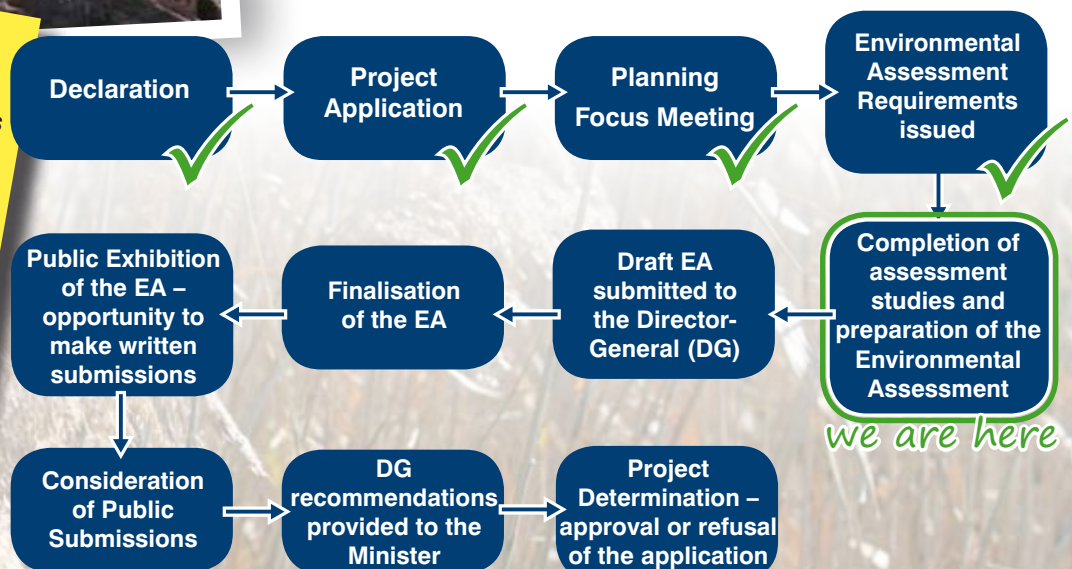 Declaration
Project
Application
Planning
Focus Meeting
Environmental
Assessment
Requirements
issued
Completion of
assessment
studies and
preparation of the
Environmental
Assessment
we are here
Draft EA
submitted to
the Director-
General (DG)
Finalisation
of the EA
Public Exhibition
of the EA –
opportunity to
make written
submissions
Consideration
of Public
Submissions
DG
recommendations
provided to the
Minister
Project
Determination –
approval or refusal
of the application